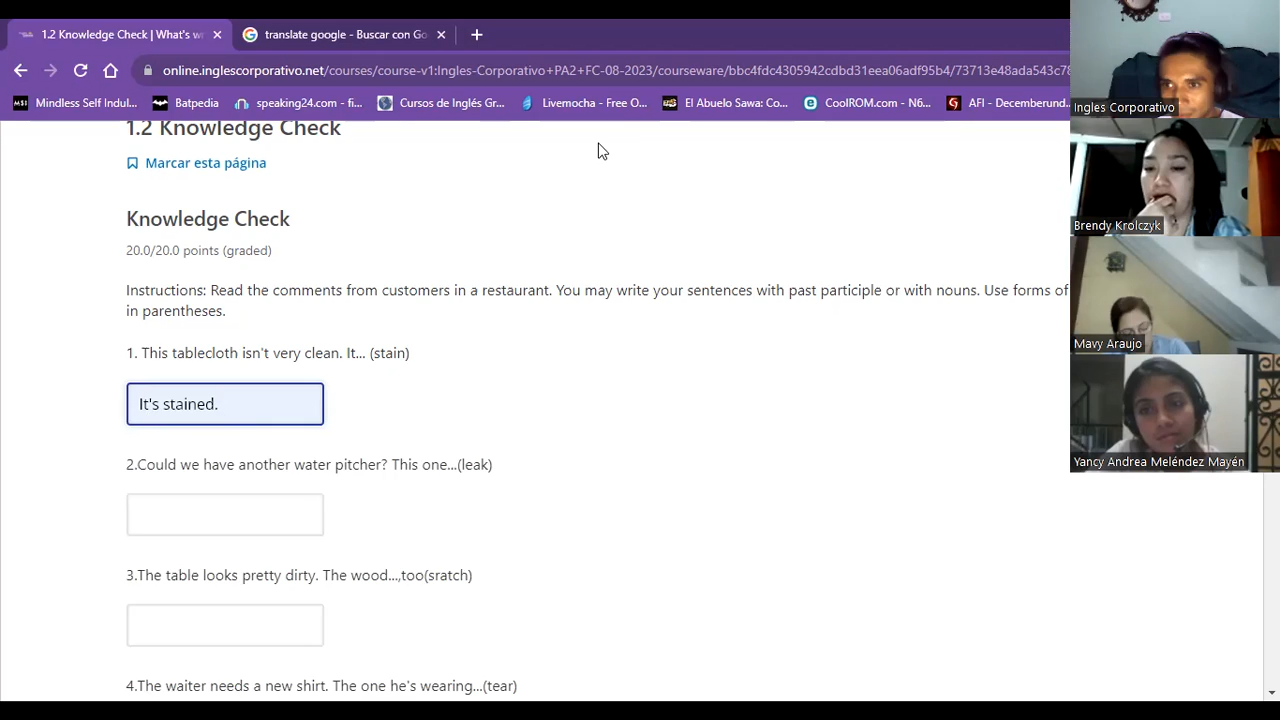 1.2 Knowledge Check | What's w
translate google - Buscar con Go
online.inglescorporativo.net/courses/course-v1:Ingles-Corporativo+PA2+FC-08-2023/courseware/bbc4fdc4305942cdbd31eea06adf95b4/73713e48ada543c78
Mindless Self Indul...
Batpedia
speaking24.com - fi...
Cursos de Inglés Gr...
Livemocha - Free O...
El Abuelo Sawa: Co...
CoolROM.com - N6...
AFI - Decemberund...
1.2 Knowledge Check
Marcar esta página
Knowledge Check
20.0/20.0 points (graded)
Instructions: Read the comments from customers in a restaurant. You may write your sentences with past participle or with nouns. Use forms of
in parentheses.
1. This tablecloth isn't very clean. It... (stain)
It's stained.
2.Could we have another water pitcher? This one...(leak)
3.The table looks pretty dirty. The wood...,too(sratch)
4.The waiter needs a new shirt. The one he's wearing...(tear)
Ingles Corporativo
Brendy Krolczyk
Mavy Araujo
Yancy Andrea Meléndez Mayén